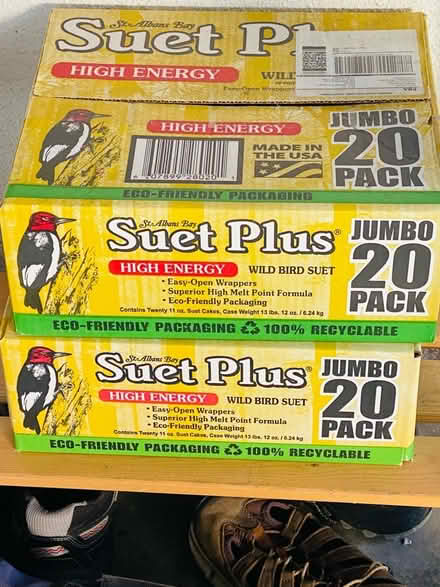 St. Albans Bay
Suet Pl
HIGH ENERGY
WILD
Easy-Open Wrappers
HIGH ENERGY
MADE IN
THE USA
JUMBO
20
PACK
ECO-FRIENDLY PACKAGING
St. Albans Bay
Suet Plus®
HIGH ENERGY WILD BIRD SUET
• Easy-Open Wrappers
• Superior High Melt Point Formula
• Eco-Friendly Packaging
Contains Twenty 11 oz. Suet Cakes, Case Weight 13 lbs. 12 oz. / 6.24 kg
JUMBO
20
PACK
ECO-FRIENDLY PACKAGING 100% RECYCLABLE
St. Albans Bay
Suet Plus®
HIGH ENERGY WILD BIRD SUET
• Easy-Open Wrappers
• Superior High Melt Point Formula
• Eco-Friendly Packaging
Contains Twenty 11 oz. Suet Cakes, Case Weight 13 lbs. 12 oz. / 6.24 kg
JUMBO
20
PACK
ECO-FRIENDLY PACKAGING 100% RECYCLABLE